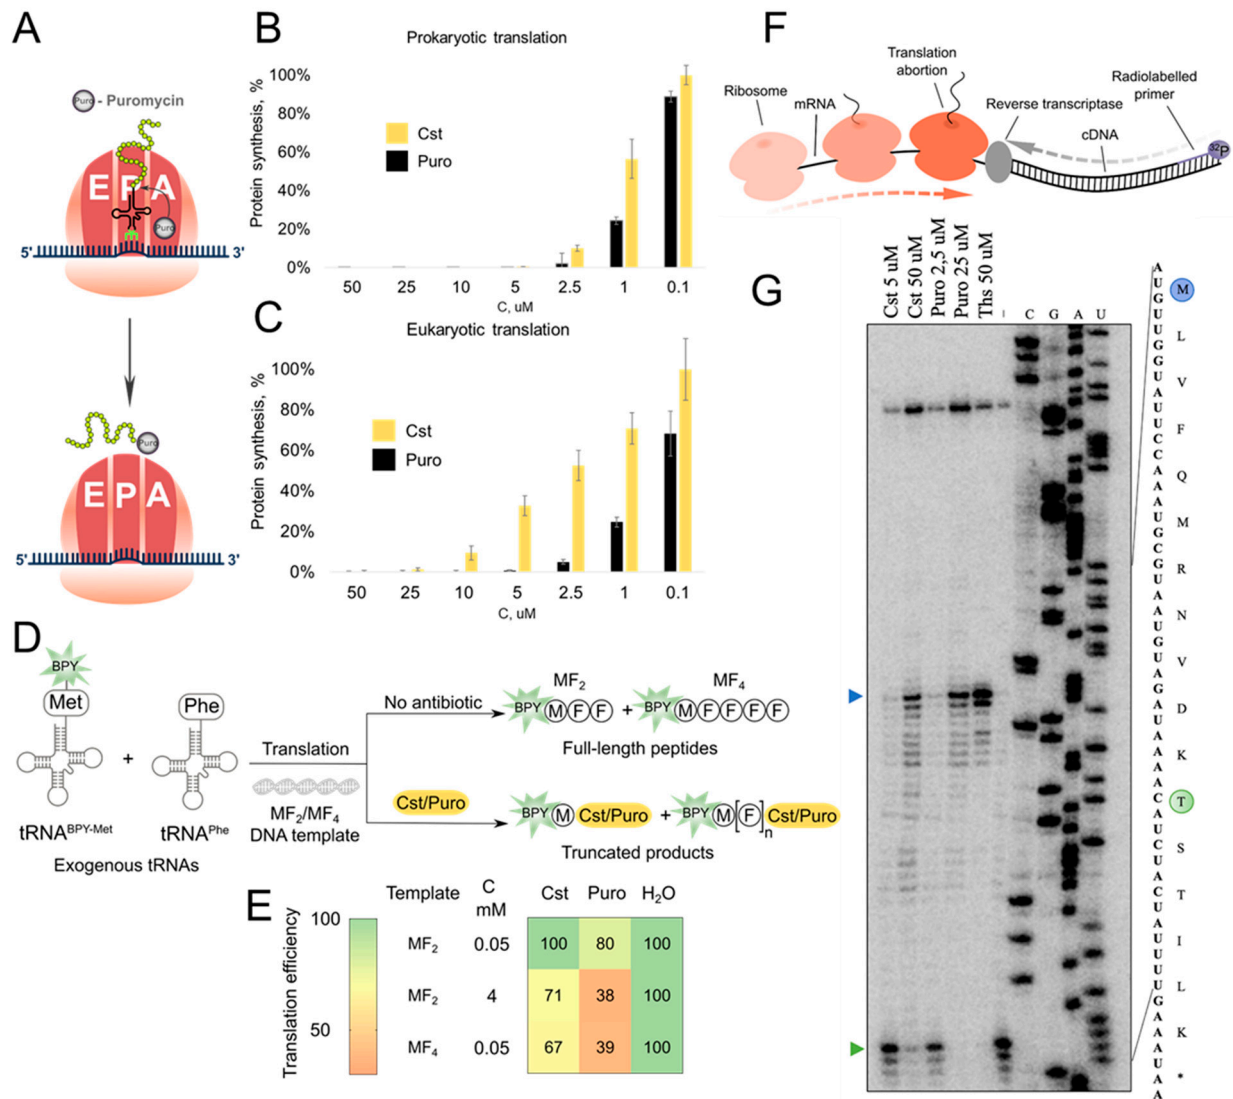 A
Puro - Puromycin
E P A
Puro
5' 3'
Puro
E P A
5' 3'
B
Prokaryotic translation
Protein synthesis, %
100%
80%
60%
40%
20%
0%
Cst
Puro
50 25 10 5 2.5 1 0.1
C, uM
C
Eukaryotic translation
Protein synthesis, %
100%
80%
60%
40%
20%
0%
Cst
Puro
50 25 10 5 2.5 1 0.1
C, uM
D
BPY
Met
Phe
+
tRNABPY-Met tRNAPhe
Exogenous tRNAs
Translation
MF2/MF4
DNA template
No antibiotic
MF2 MF4
BPY M F F + BPY M F F F F
Full-length peptides
Cst/Puro
BPY M Cst/Puro + BPY M [F]n Cst/Puro
Truncated products
E
Translation efficiency
100
50
Template C mM Cst Puro H2O
MF2 0.05 100 80 100
MF2 4 71 38 100
MF4 0.05 67 39 100
F
Ribosome
mRNA
Translation
abortion
Reverse transcriptase
cDNA
Radiolabelled
primer
32P
G
Cst 5 uM
Cst 50 uM
Puro 2,5 uM
Puro 25 uM
Ths 50 uM
-
C G A U
A
U
G
U
U
G
G
U
A
U
U
C
C
A
A
A
U
G
C
G
U
A
A
U
G
U
A
G
A
U
A
A
A
A
C
A
U
C
U
A
C
U
A
U
U
U
U
G
A
A
A
U
A
A
M
L
V
F
Q
M
R
N
V
D
K
T
S
T
I
L
K
*